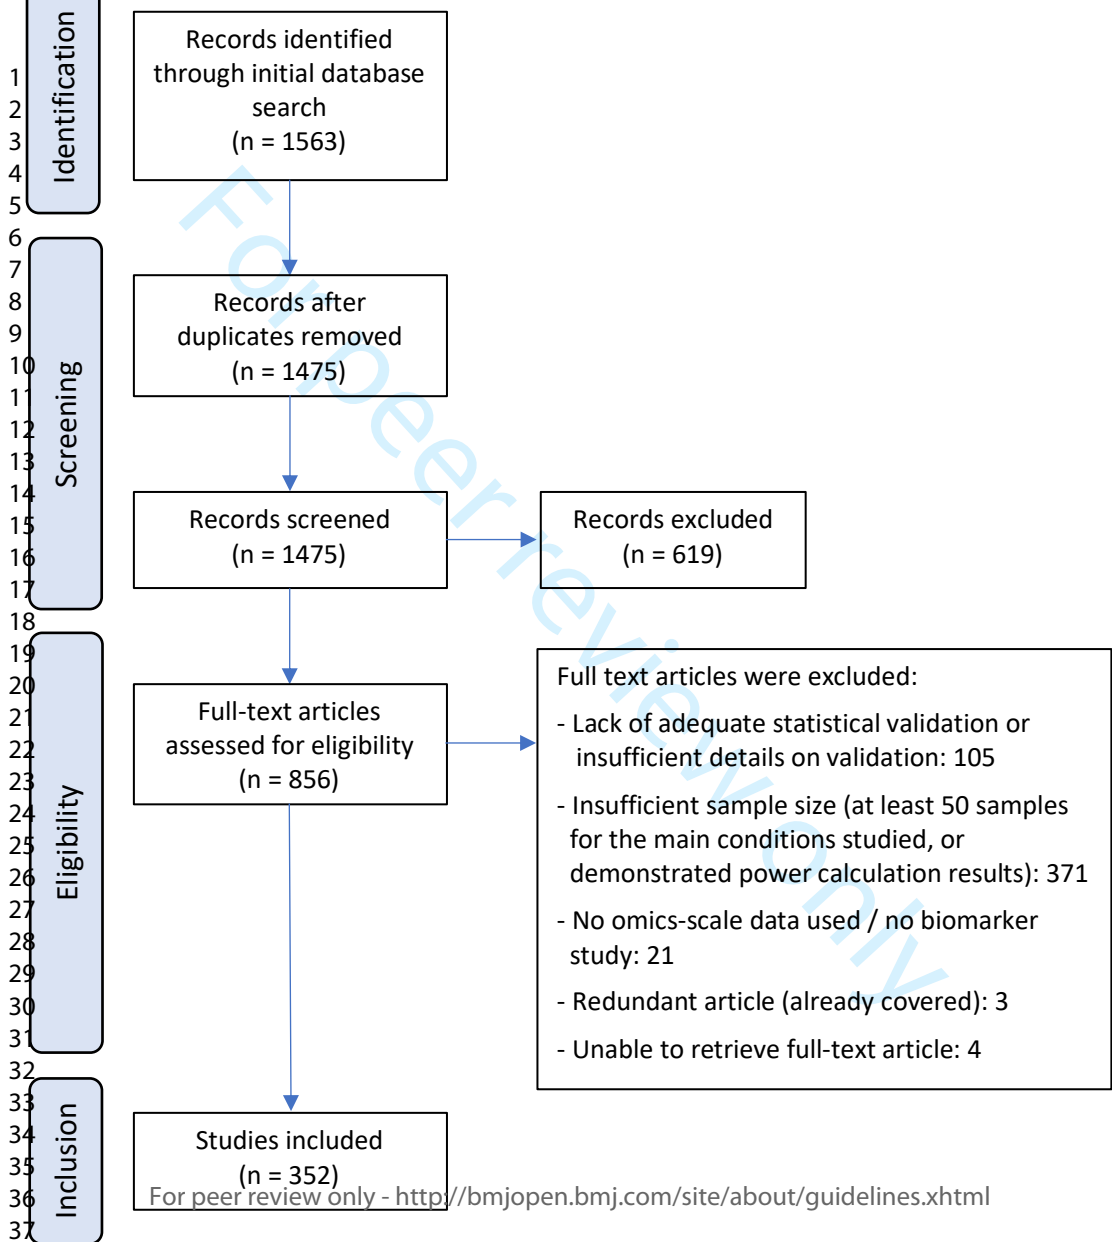 Identification
Records identified
through initial database
search
(n = 1563)
Screening
Records after
duplicates removed
(n = 1475)
Records screened
(n = 1475)
Records excluded
(n = 619)
Eligibility
Full-text articles
assessed for eligibility
(n = 856)
Full text articles were excluded:
- Lack of adequate statistical validation or
insufficient details on validation: 105
- Insufficient sample size (at least 50 samples
for the main conditions studied, or
demonstrated power calculation results): 371
- No omics-scale data used / no biomarker
study: 21
- Redundant article (already covered): 3
- Unable to retrieve full-text article: 4
Inclusion
Studies included
(n = 352)
For peer review only - http://bmjopen.bmj.com/site/about/guidelines.xhtml
For peer review only
1
2
3
4
5
6
7
8
9
10
11
12
13
14
15
16
17
18
19
20
21
22
23
24
25
26
27
28
29
30
31
32
33
34
35
36
37